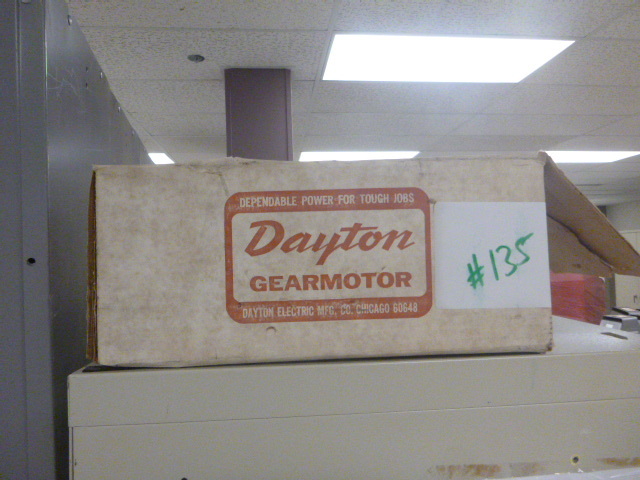 DEPENDABLE POWER FOR TOUGH JOBS
Dayton
GEARMOTOR
DAYTON ELECTRIC MFG. CO. CHICAGO 60648
#135